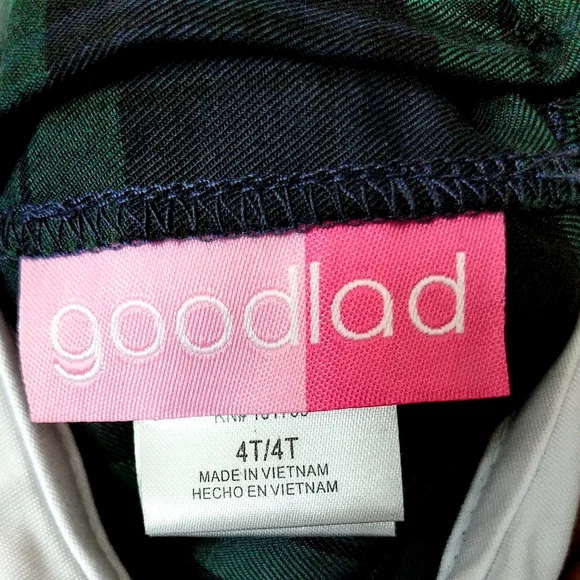 goodlad
4T/4T
MADE IN VIETNAM
HECHO EN VIETNAM